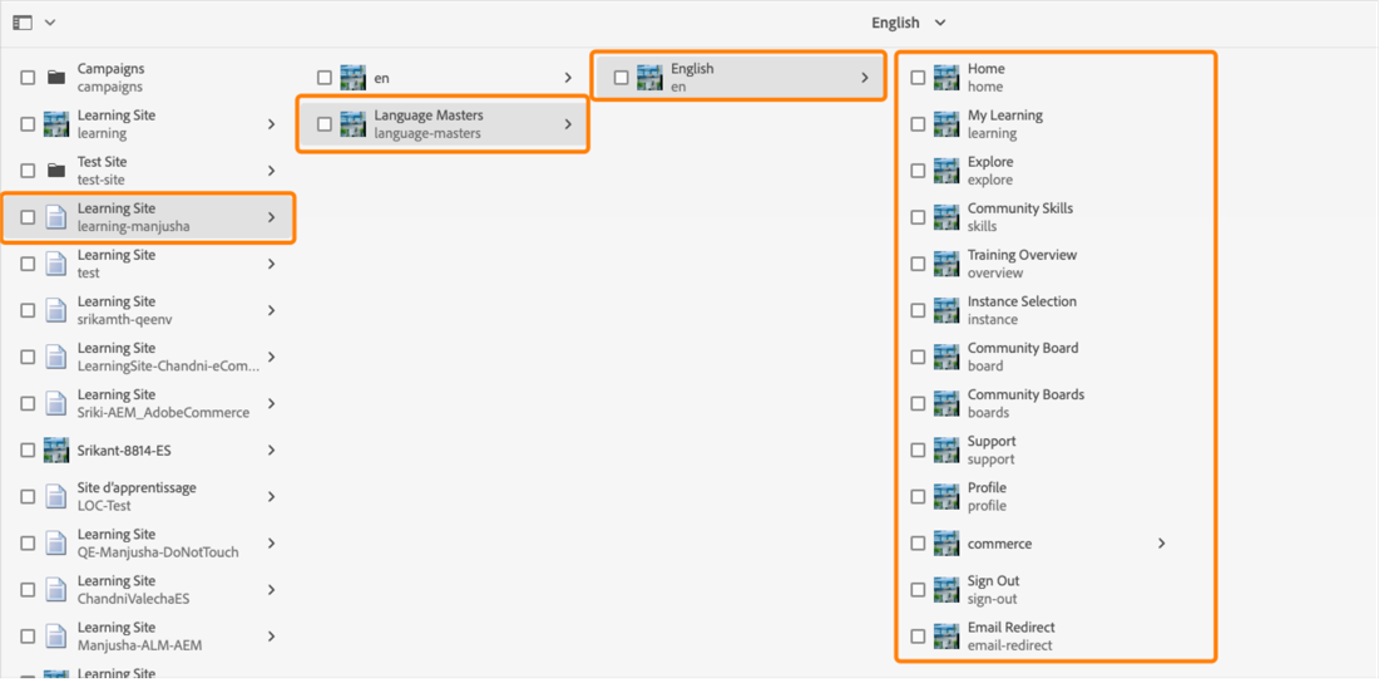 English
Campaigns
campaigns
Learning Site
learning
Test Site
test-site
Learning Site
learning-manjusha
Learning Site
test
Learning Site
srikamth-qeenv
Learning Site
LearningSite-Chandni-eCom...
Learning Site
Sriki-AEM_AdobeCommerce
Srikant-8814-ES
Site d'apprentissage
LOC-Test
Learning Site
QE-Manjusha-DoNotTouch
Learning Site
ChandniValechaES
Learning Site
Manjusha-ALM-AEM
Learning Site
en
Language Masters
language-masters
English
en
Home
home
My Learning
learning
Explore
explore
Community Skills
skills
Training Overview
overview
Instance Selection
instance
Community Board
board
Community Boards
boards
Support
support
Profile
profile
commerce
Sign Out
sign-out
Email Redirect
email-redirect